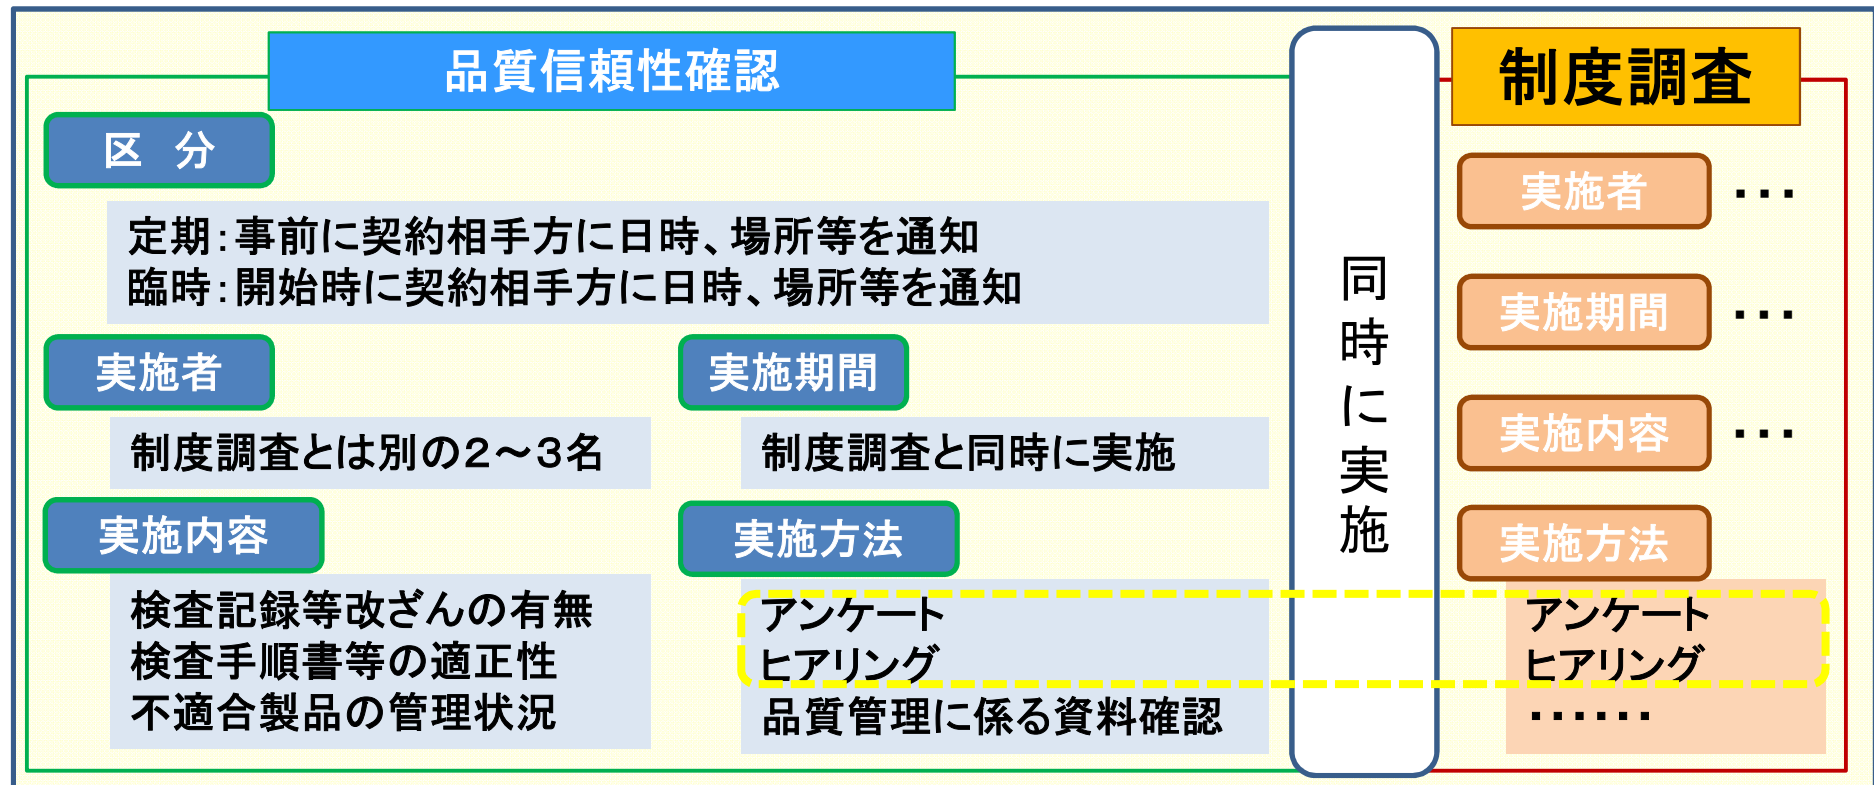 品質信頼性確認
区　分
定期：事前に契約相手方に日時、場所等を通知
臨時：開始時に契約相手方に日時、場所等を通知
実施者
制度調査とは別の２～３名
実施期間
制度調査と同時に実施
実施内容
検査記録等改ざんの有無
検査手順書等の適正性
不適合製品の管理状況
実施方法
アンケート
ヒアリング
品質管理に係る資料確認
同時に実施
制度調査
実施者 ・・・
実施期間 ・・・
実施内容 ・・・
実施方法
アンケート
ヒアリング
・・・・・・